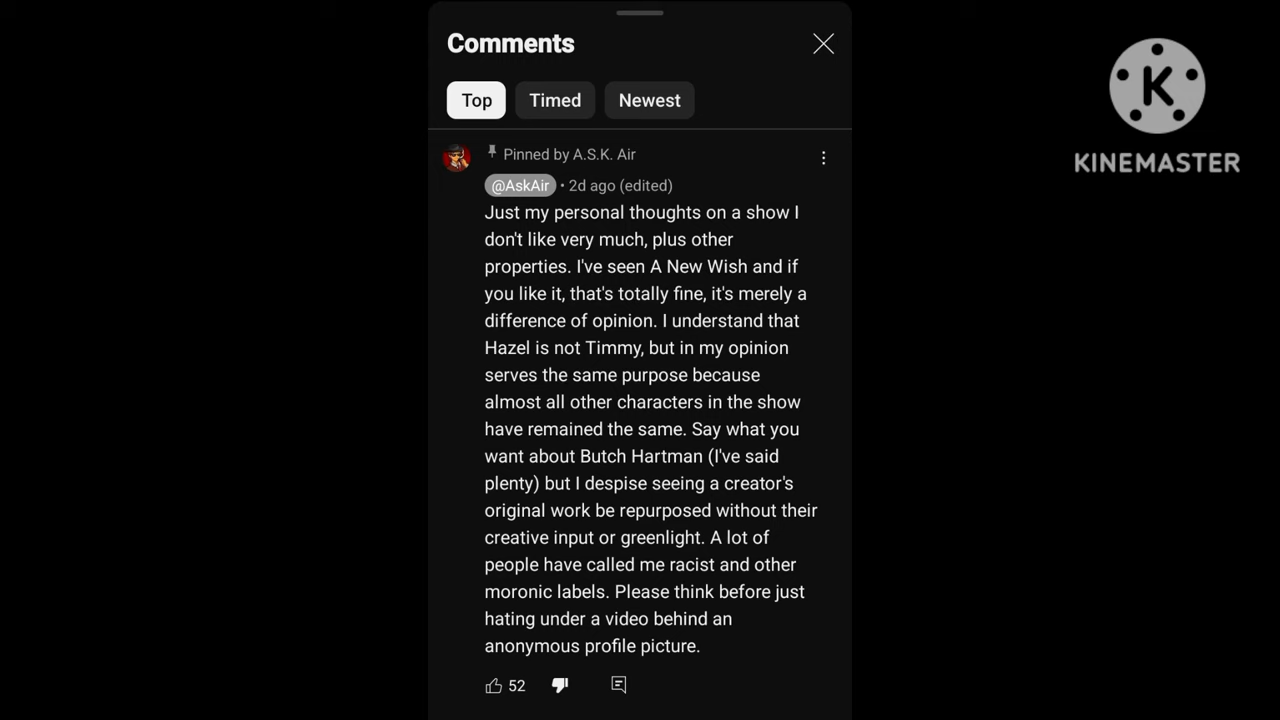 Comments
Top Timed Newest
Pinned by A.S.K. Air
@AskAir • 2d ago (edited)
Just my personal thoughts on a show I
don't like very much, plus other
properties. I've seen A New Wish and if
you like it, that's totally fine, it's merely a
difference of opinion. I understand that
Hazel is not Timmy, but in my opinion
serves the same purpose because
almost all other characters in the show
have remained the same. Say what you
want about Butch Hartman (I've said
plenty) but I despise seeing a creator's
original work be repurposed without their
creative input or greenlight. A lot of
people have called me racist and other
moronic labels. Please think before just
hating under a video behind an
anonymous profile picture.
52
K
KINEMASTER